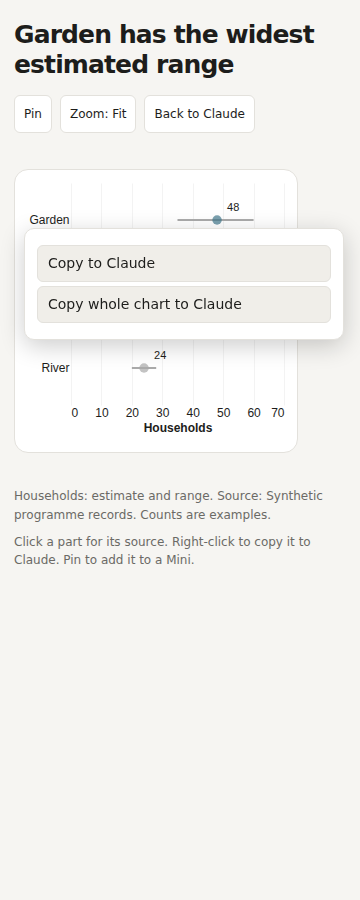 Garden has the widest
estimated range
Pin
Zoom: Fit
Back to Claude
48
Garden
Copy to Claude
Copy whole chart to Claude
24
River
0 10 20 30 40 50 60 70
Households
Households: estimate and range. Source: Synthetic
programme records. Counts are examples.
Click a part for its source. Right-click to copy it to
Claude. Pin to add it to a Mini.